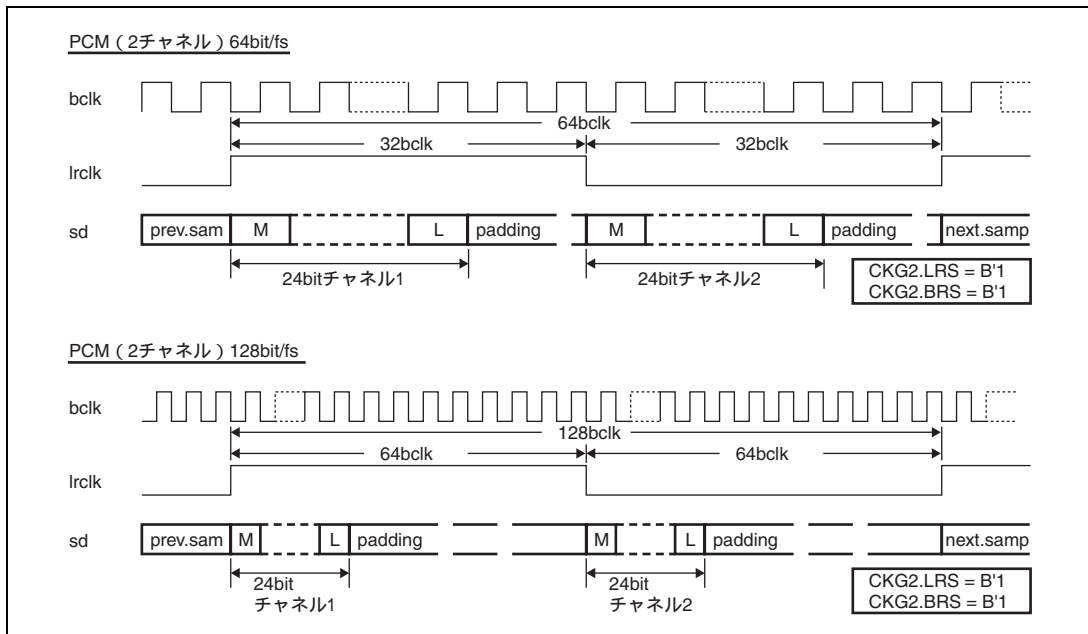 PCM（2チャネル）64bit/fs
bclk
64bclk
32bclk 32bclk
lrclk
sd prev.sam M L padding M L padding next.samp
24bitチャネル1 24bitチャネル2
CKG2.LRS = B'1
CKG2.BRS = B'1
PCM（2チャネル）128bit/fs
bclk
128bclk
64bclk 64bclk
lrclk
sd prev.sam M L padding M L padding next.samp
24bit
チャネル1
24bit
チャネル2
CKG2.LRS = B'1
CKG2.BRS = B'1